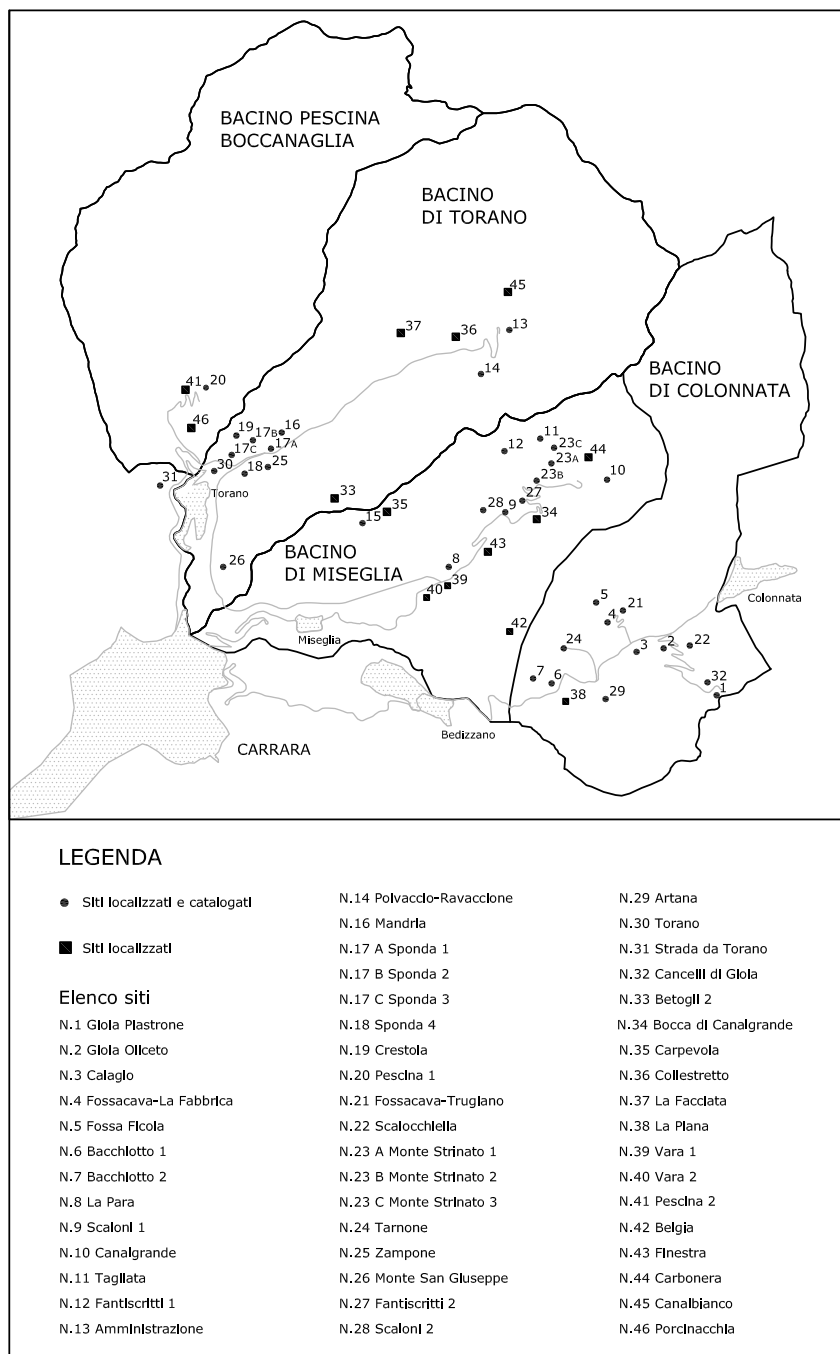 BACINO PESCINA
BOCCANAGLIA
BACINO
DI TORANO
BACINO
DI COLONNATA
BACINO
DI MISEGLIA
45
13
37
36
14
41
20
46
19
17B
16
17C
17A
30
18
25
31
Torano
33
35
15
26
12
11
23C
23A
44
23B
10
27
28
9
34
43
8
39
40
42
Miseglia
5
21
4
24
3
2
22
Colonnata
7
6
32
1
38
29
Bedizzano
CARRARA
LEGENDA
Siti localizzati e catalogati
Siti localizzati
Elenco siti
N.1 Gioia Piastrone
N.2 Gioia Oliceto
N.3 Calagio
N.4 Fossacava-La Fabbrica
N.5 Fossa Ficola
N.6 Bacchiotto 1
N.7 Bacchiotto 2
N.8 La Para
N.9 Scaloni 1
N.10 Canalgrande
N.11 Tagliata
N.12 Fantiscritti 1
N.13 Amministrazione
N.14 Polvaccio-Ravaccione
N.16 Mandria
N.17 A Sponda 1
N.17 B Sponda 2
N.17 C Sponda 3
N.18 Sponda 4
N.19 Crestola
N.20 Pescina 1
N.21 Fossacava-Trugiano
N.22 Scalocchiella
N.23 A Monte Strinato 1
N.23 B Monte Strinato 2
N.23 C Monte Strinato 3
N.24 Tarnone
N.25 Zampone
N.26 Monte San Giuseppe
N.27 Fantiscritti 2
N.28 Scaloni 2
N.29 Artana
N.30 Torano
N.31 Strada da Torano
N.32 Cancelli di Gioia
N.33 Betogli 2
N.34 Bocca di Canalgrande
N.35 Carpevola
N.36 Collestretto
N.37 La Facciata
N.38 La Piana
N.39 Vara 1
N.40 Vara 2
N.41 Pescina 2
N.42 Belgia
N.43 Finestra
N.44 Carbonera
N.45 Canalbianco
N.46 Porcinacchia